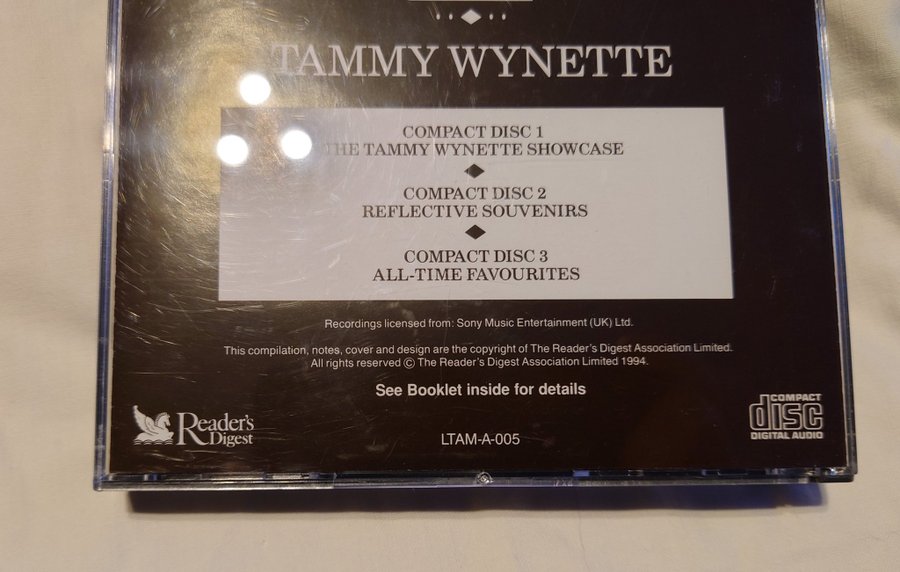 TAMMY WYNETTE
COMPACT DISC 1
THE TAMMY WYNETTE SHOWCASE
COMPACT DISC 2
REFLECTIVE SOUVENIRS
COMPACT DISC 3
ALL-TIME FAVOURITES
Recordings licensed from: Sony Music Entertainment (UK) Ltd.
This compilation, notes, cover and design are the copyright of The Reader's Digest Association Limited.
All rights reserved Ⓒ The Reader's Digest Association Limited 1994.
See Booklet inside for details
Reader's
Digest
LTAM-A-005
COMPACT
disc
DIGITAL AUDIO